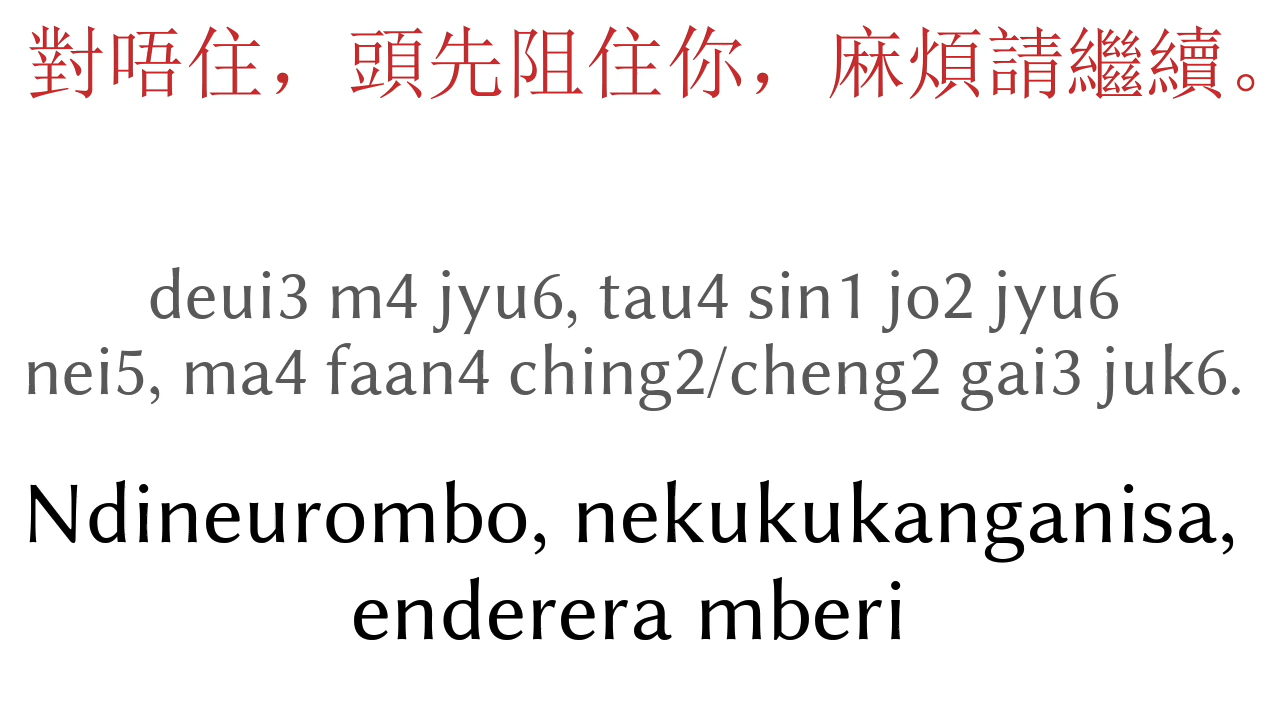 對唔住，頭先阻住你，麻煩請繼續。
deui3 m4 jyu6, tau4 sin1 jo2 jyu6
nei5, ma4 faan4 ching2/cheng2 gai3 juk6.
Ndineurombo, nekukukanganisa,
enderera mberi